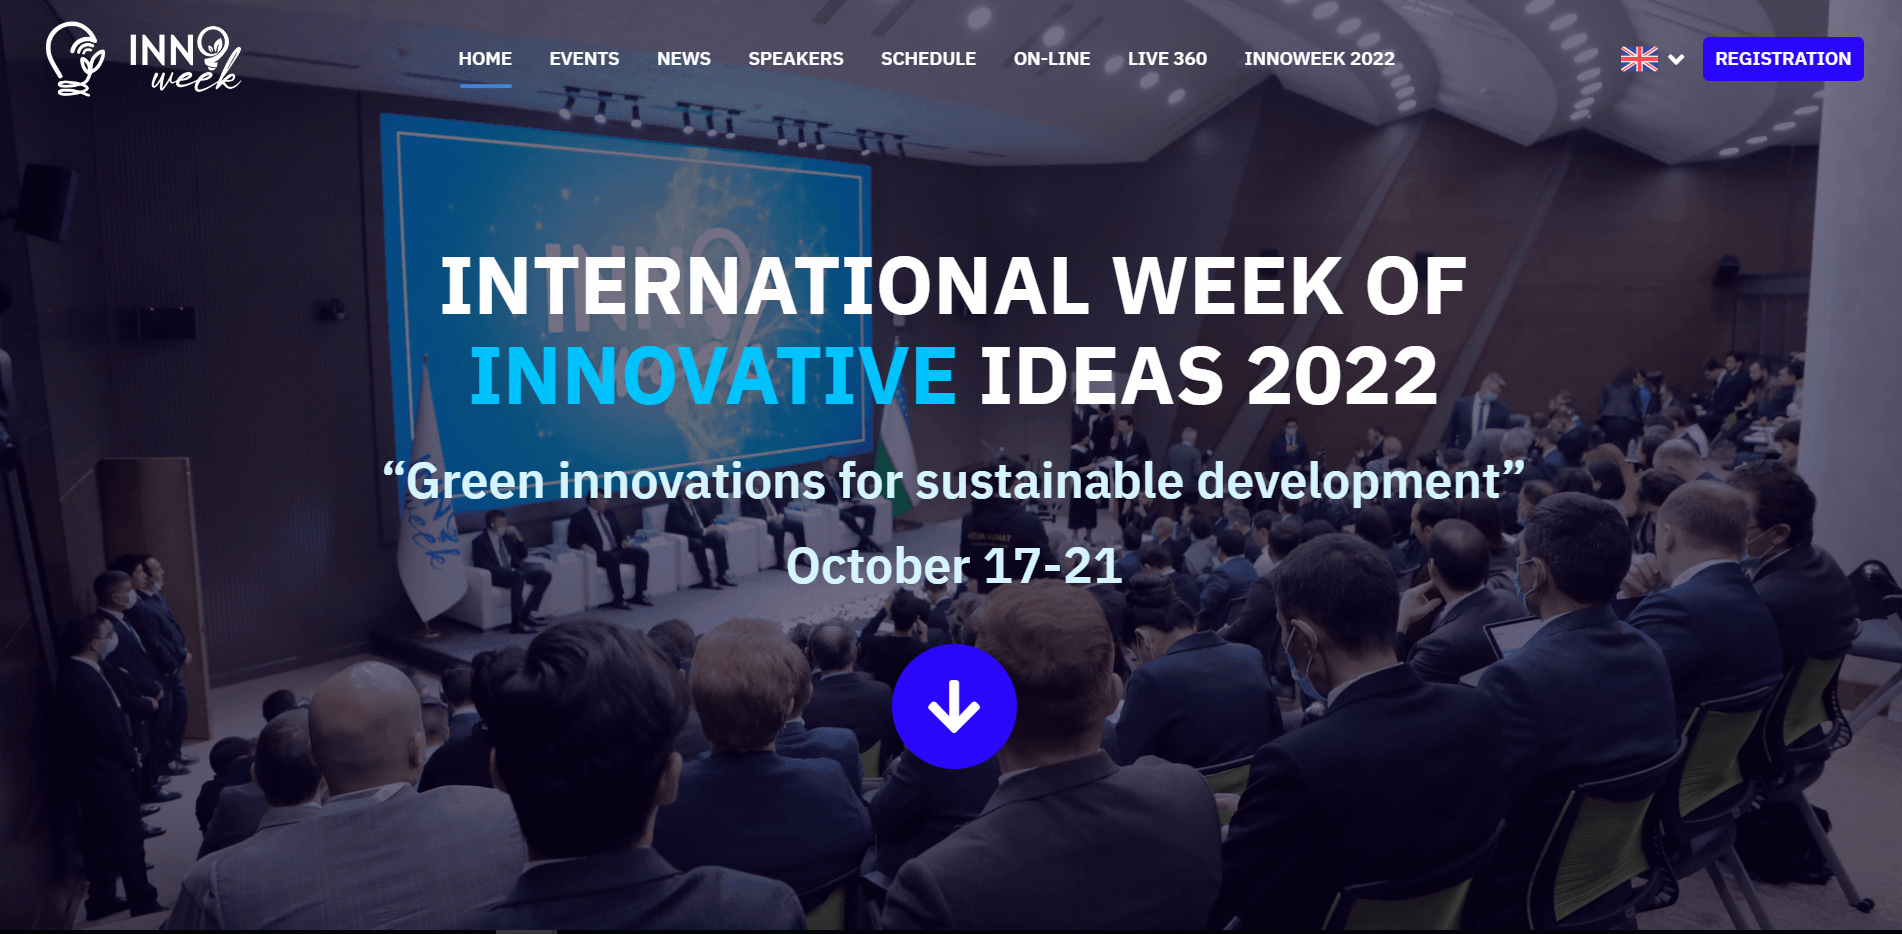 INNO
week
HOME EVENTS NEWS SPEAKERS SCHEDULE ON-LINE LIVE 360 INNOWEEK 2022
REGISTRATION
INTERNATIONAL WEEK OF
INNOVATIVE IDEAS 2022
“Green innovations for sustainable development”
October 17-21